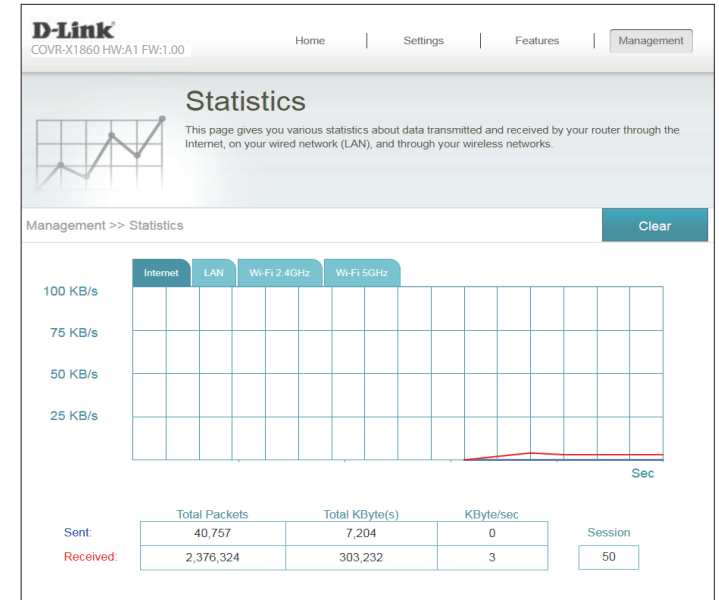 D-Link
COVR-X1860 HW:A1 FW:1.00
Home | Settings | Features | Management
Statistics
This page gives you various statistics about data transmitted and received by your router through the
Internet, on your wired network (LAN), and through your wireless networks.
Management >> Statistics
Clear
Internet LAN Wi-Fi 2.4GHz Wi-Fi 5GHz
100 KB/s
75 KB/s
50 KB/s
25 KB/s
Sec
Total Packets Total KByte(s) KByte/sec
Sent: 40,757 7,204 0 Session
Received: 2,376,324 303,232 3 50